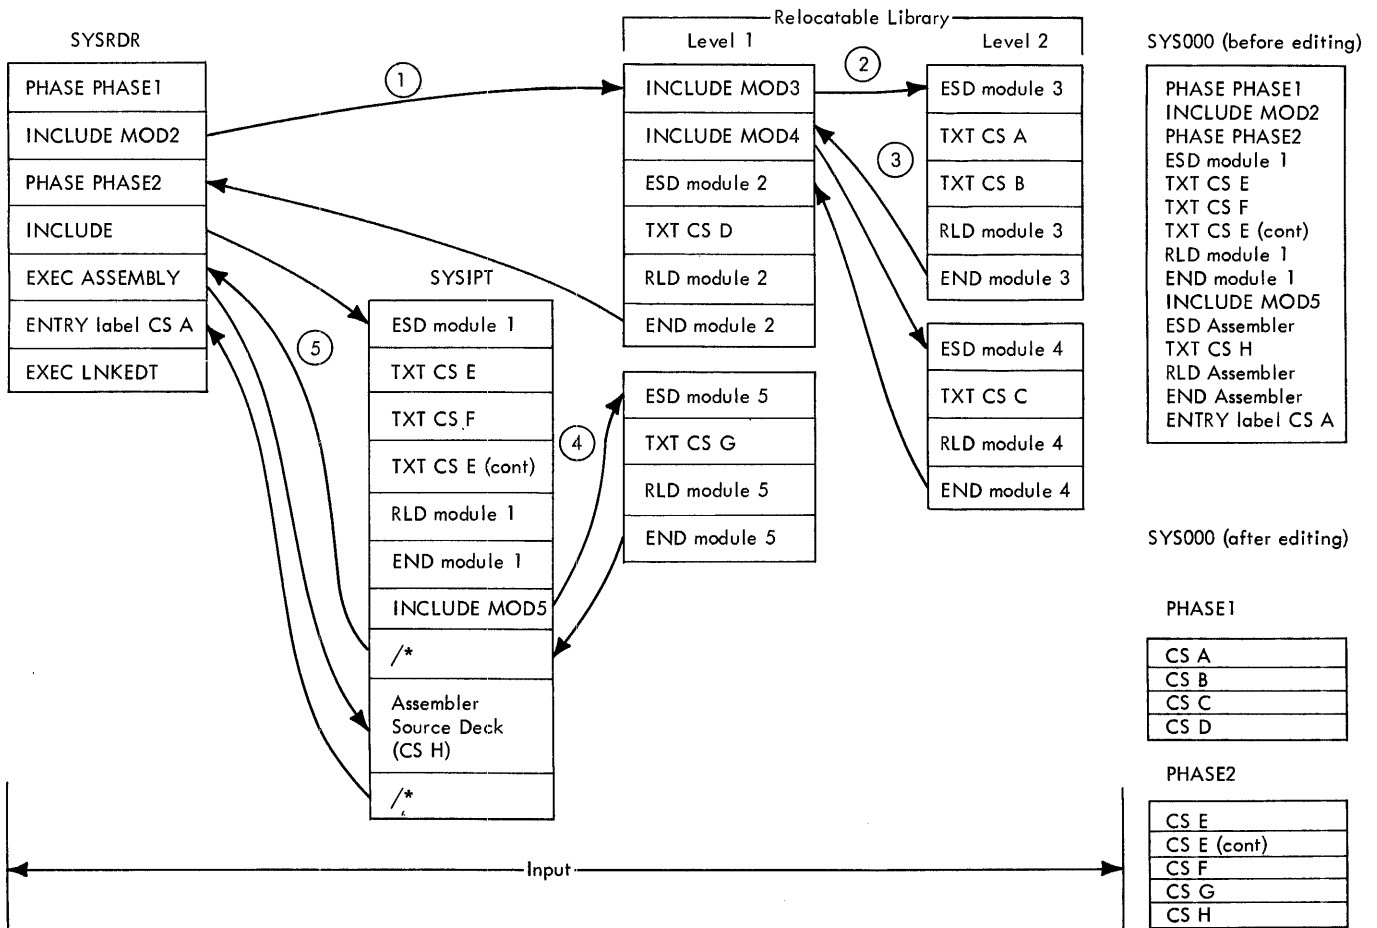 Relocatable Library
SYSRDR
PHASE PHASE1
INCLUDE MOD2
PHASE PHASE2
INCLUDE
EXEC ASSEMBLY
ENTRY label CS A
EXEC LNKEDT
1
5
SYSIPT
ESD module 1
TXT CS E
TXT CS F
TXT CS E (cont)
RLD module 1
END module 1
INCLUDE MOD5
/*
Assembler
Source Deck
(CS H)
/*
4
Level 1
INCLUDE MOD3
INCLUDE MOD4
ESD module 2
TXT CS D
RLD module 2
END module 2
ESD module 5
TXT CS G
RLD module 5
END module 5
2
3
Level 2
ESD module 3
TXT CS A
TXT CS B
RLD module 3
END module 3
ESD module 4
TXT CS C
RLD module 4
END module 4
SYS000 (before editing)
PHASE PHASE1
INCLUDE MOD2
PHASE PHASE2
ESD module 1
TXT CS E
TXT CS F
TXT CS E (cont)
RLD module 1
END module 1
INCLUDE MOD5
ESD Assembler
TXT CS H
RLD Assembler
END Assembler
ENTRY label CS A
SYS000 (after editing)
PHASE1
CS A
CS B
CS C
CS D
PHASE2
CS E
CS E (cont)
CS F
CS G
CS H
Input